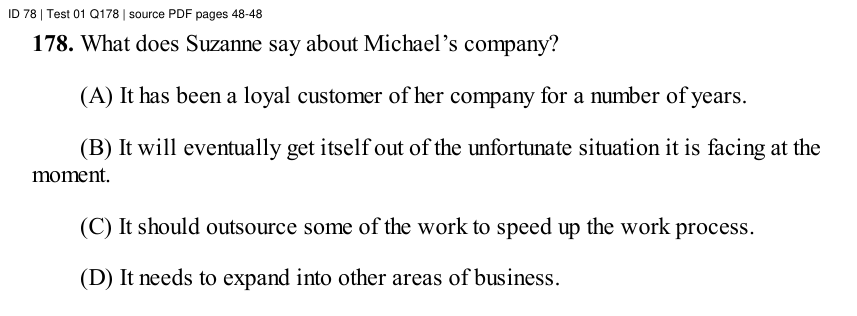 ID 78 | Test 01 Q178 | source PDF pages 48-48
178. What does Suzanne say about Michael’s company?
(A) It has been a loyal customer of her company for a number of years.
(B) It will eventually get itself out of the unfortunate situation it is facing at the
moment.
(C) It should outsource some of the work to speed up the work process.
(D) It needs to expand into other areas of business.